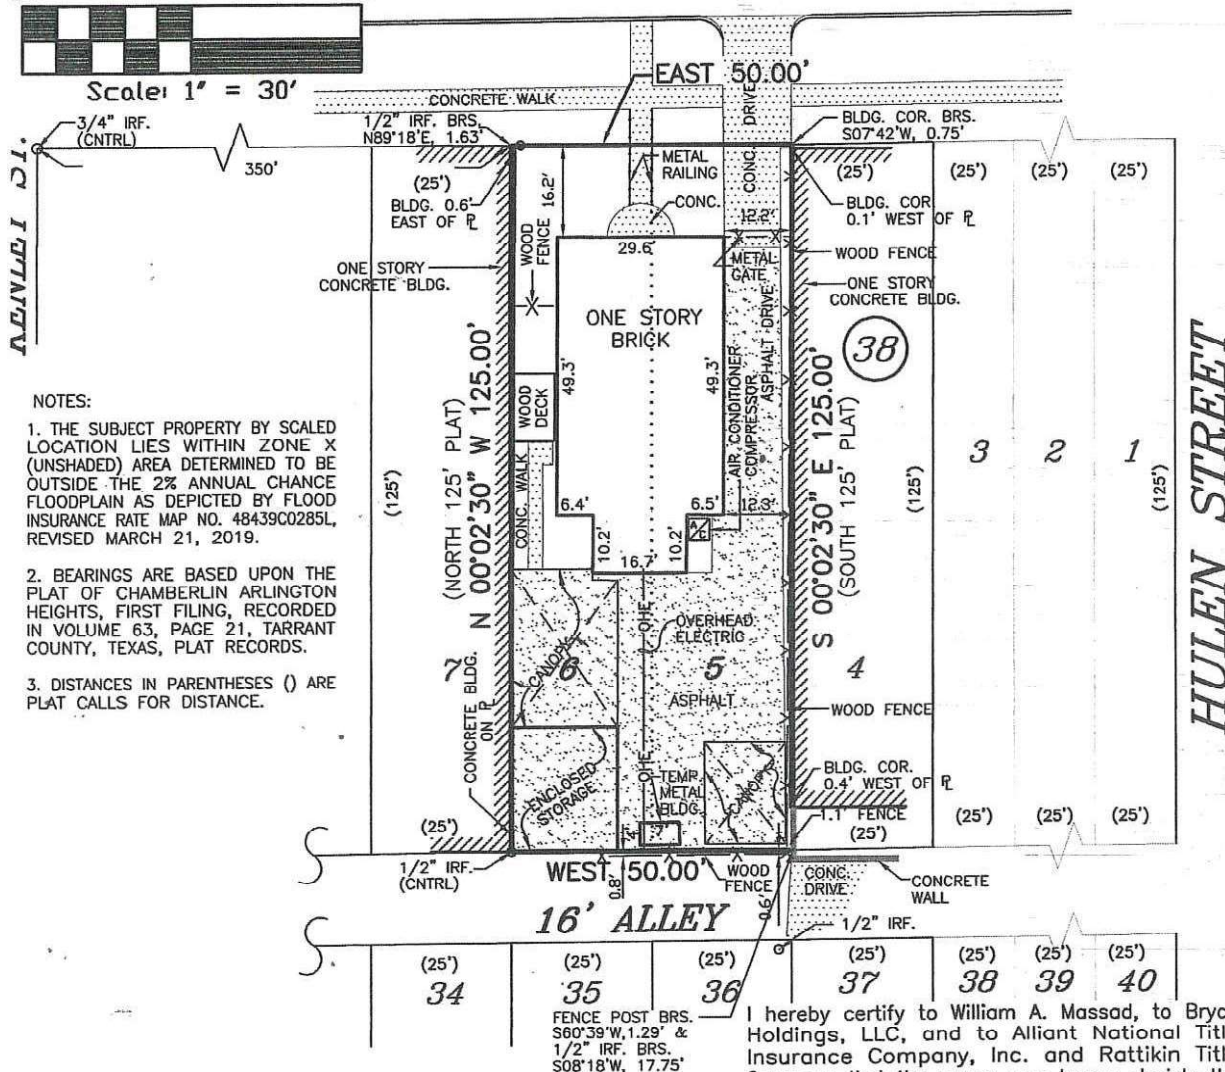 Scale: 1" = 30'
EAST 50.00'
CONCRETE WALK
3/4" IRF.
(CNTRL)
350'
1/2" IRF. BRS.
N89°18'E, 1.63'
BLDG. COR. BRS.
S07°42'W, 0.75'
CONC. DRIVE
METAL
RAILING
CONC.
(25')
BLDG. 0.6'
EAST OF PL
16.2'
WOOD
FENCE
12.2'
29.6'
METAL
GATE
(25')
(25')
(25')
(25')
BLDG. COR.
0.1' WEST OF PL
WOOD FENCE
ONE STORY
CONCRETE BLDG.
ONE STORY
CONCRETE BLDG.
ONE STORY
BRICK
38
49.3'
49.3'
WOOD
DECK
CONC. WALK
AIR CONDITIONER
COMPRESSOR
ASPHALT DRIVE
(NORTH 125' PLAT)
N 00°02'30" W 125.00'
S 00°02'30" E 125.00'
(SOUTH 125' PLAT)
(125')
(125')
(125')
3
2
1
HULEN STREET
NOTES:
1. THE SUBJECT PROPERTY BY SCALED
LOCATION LIES WITHIN ZONE X
(UNSHADED) AREA DETERMINED TO BE
OUTSIDE THE 2% ANNUAL CHANCE
FLOODPLAIN AS DEPICTED BY FLOOD
INSURANCE RATE MAP NO. 48439C0285L,
REVISED MARCH 21, 2019.
2. BEARINGS ARE BASED UPON THE
PLAT OF CHAMBERLIN ARLINGTON
HEIGHTS, FIRST FILING, RECORDED
IN VOLUME 63, PAGE 21, TARRANT
COUNTY, TEXAS, PLAT RECORDS.
3. DISTANCES IN PARENTHESES () ARE
PLAT CALLS FOR DISTANCE.
6.4'
6.5'
12.3'
A/C
10.2'
10.2'
16.7'
OHE
OVERHEAD
ELECTRIC
CANOPY
7
6
5
4
ASPHALT
WOOD FENCE
CONCRETE BLDG.
ON PL
ENCLOSED
STORAGE
OHE
TEMP.
METAL
BLDG.
CANOPY
BLDG. COR.
0.4' WEST OF PL
1.1' FENCE
(25')
(25')
(25')
(25')
(25')
4'
7'
1/2" IRF.
(CNTRL)
WEST 50.00'
0.8'
WOOD
FENCE
0.6'
CONC.
DRIVE
CONCRETE
WALL
16' ALLEY
1/2" IRF.
(25')
(25')
(25')
(25')
(25')
(25')
(25')
34
35
36
37
38
39
40
FENCE POST BRS.
S60°39'W,1.29' &
1/2" IRF. BRS.
S08°18'W, 17.75'
I hereby certify to William A. Massad, to
Holdings, LLC, and to Alliant National
Insurance Company, Inc. and Rattikin